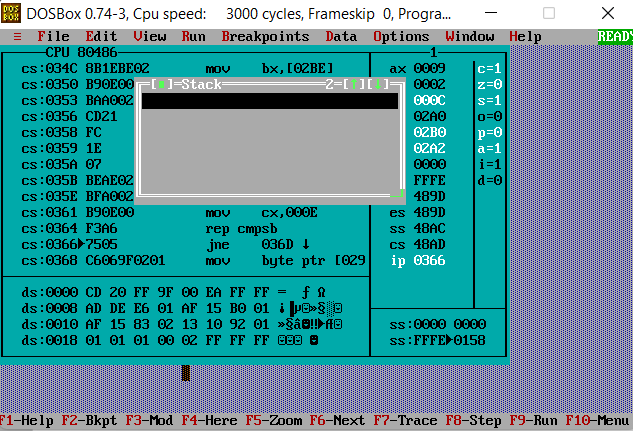 DOSBox 0.74-3, Cpu speed: 3000 cycles, Frameskip 0, Progra...
≡ File Edit View Run Breakpoints Data Options Window Help READY
CPU 80486 1
cs:034C 8B1EBE02 mov bx,[02BE] ax 0009 c=1
cs:0350 B90E00 0002 z=0
cs:0353 BAA002 000C s=1
cs:0356 CD21 02A0 o=0
cs:0358 FC 02B0 p=0
cs:0359 1E 02A2 a=1
cs:035A 07 0000 i=1
cs:035B BEAE02 FFFE d=0
cs:035E BFA002 489D
cs:0361 B90E00 mov cx,000E es 489D
cs:0364 F3A6 rep cmpsb ss 48AC
cs:0366▶7505 jne 036D ↓ cs 48AD
cs:0368 C6069F0201 mov byte ptr [029 ip 0366
[■]=Stack 2=[↑][↓]
ds:0000 CD 20 FF 9F 00 EA FF FF = ƒ Ω
ds:0008 AD DE E6 01 AF 15 B0 01
ds:0010 AF 15 83 02 13 10 92 01
ds:0018 01 01 01 00 02 FF FF FF
ss:0000 0000
ss:FFFE▶0158
F1-Help F2-Bkpt F3-Mod F4-Here F5-Zoom F6-Next F7-Trace F8-Step F9-Run F10-Menu